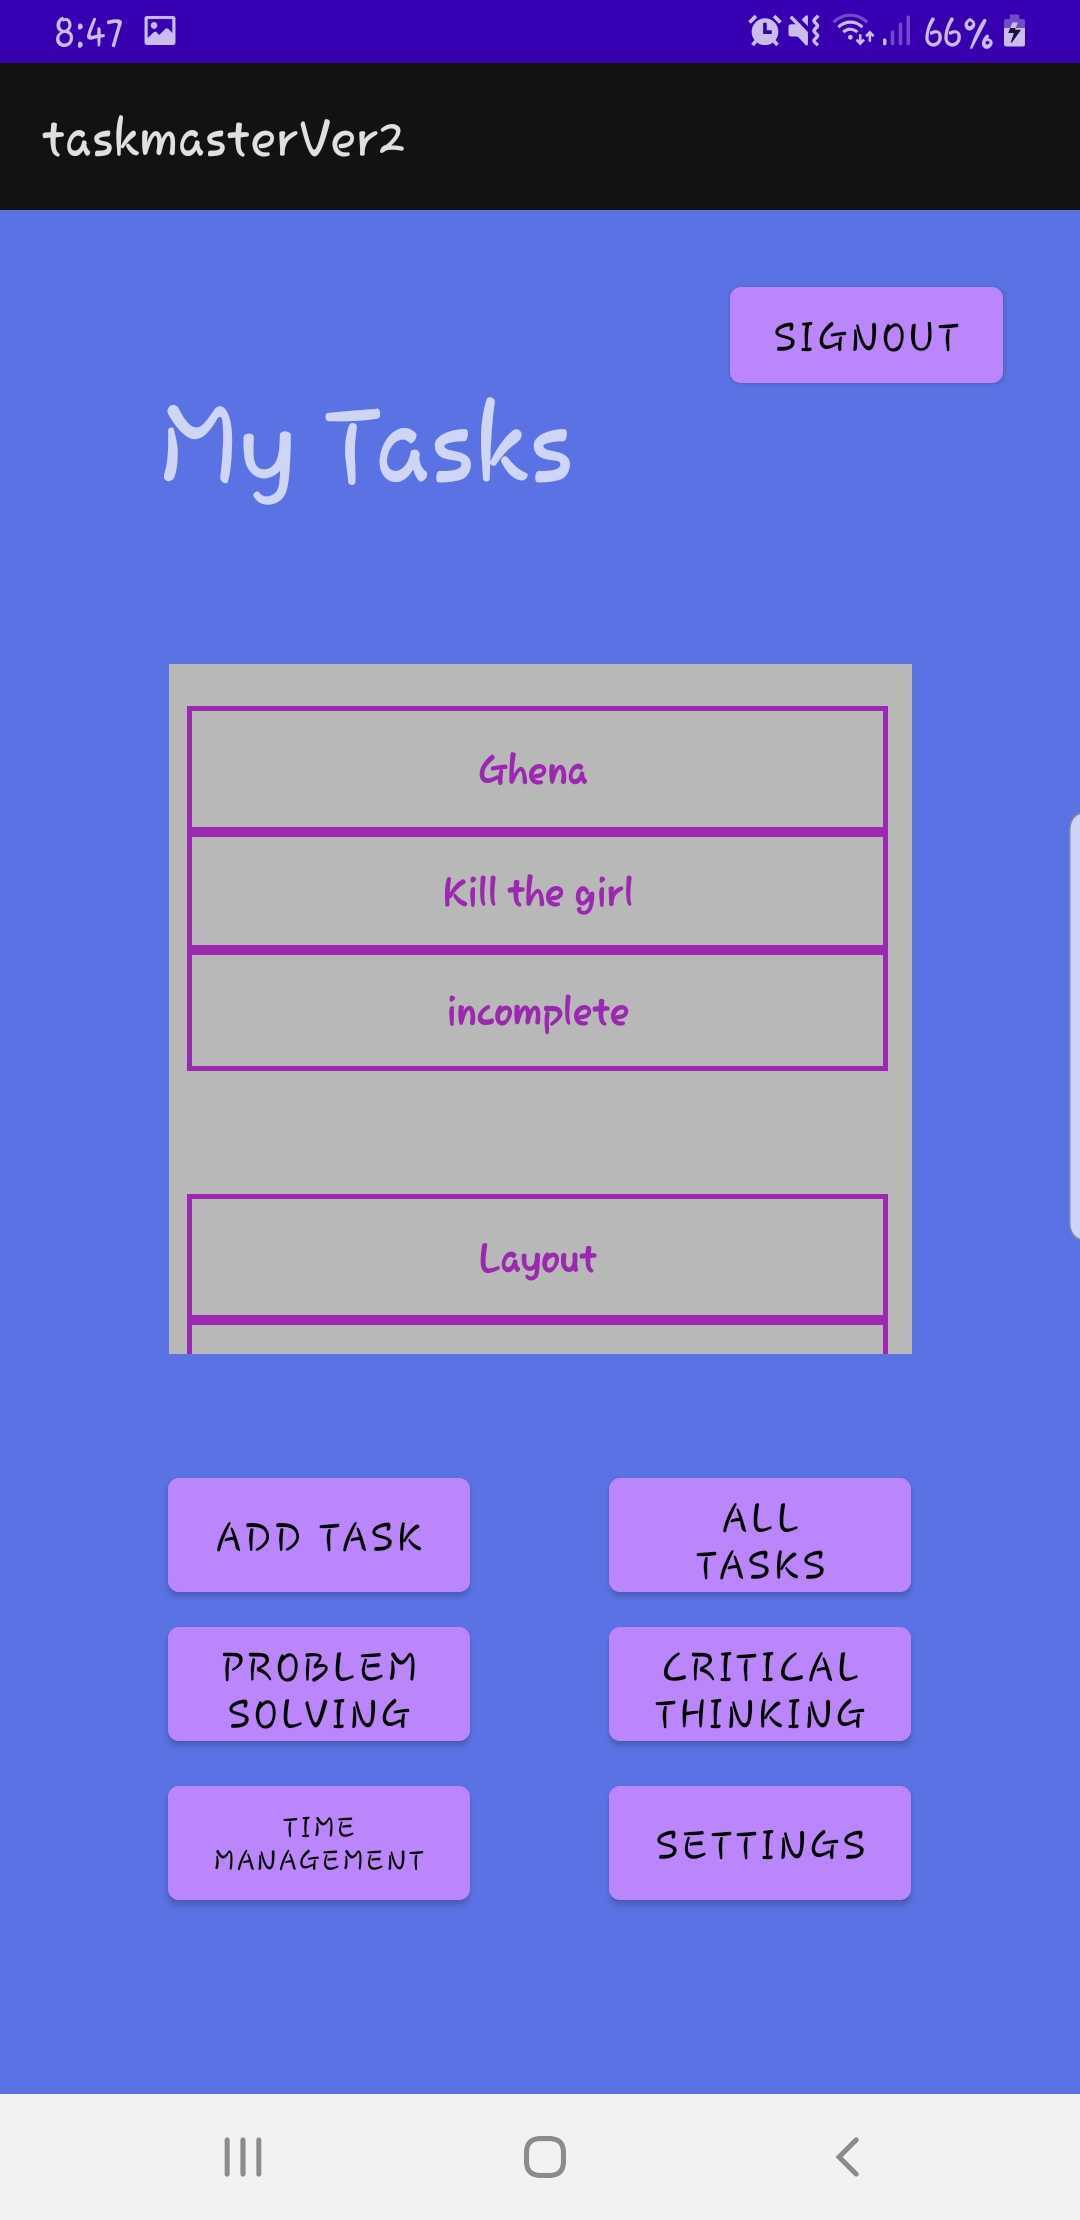 8:47
66%
taskmasterVer2
SIGNOUT
My Tasks
Ghena
Kill the girl
incomplete
Layout
ADD TASK
ALL
TASKS
PROBLEM
SOLVING
CRITICAL
THINKING
TIME
MANAGEMENT
SETTINGS